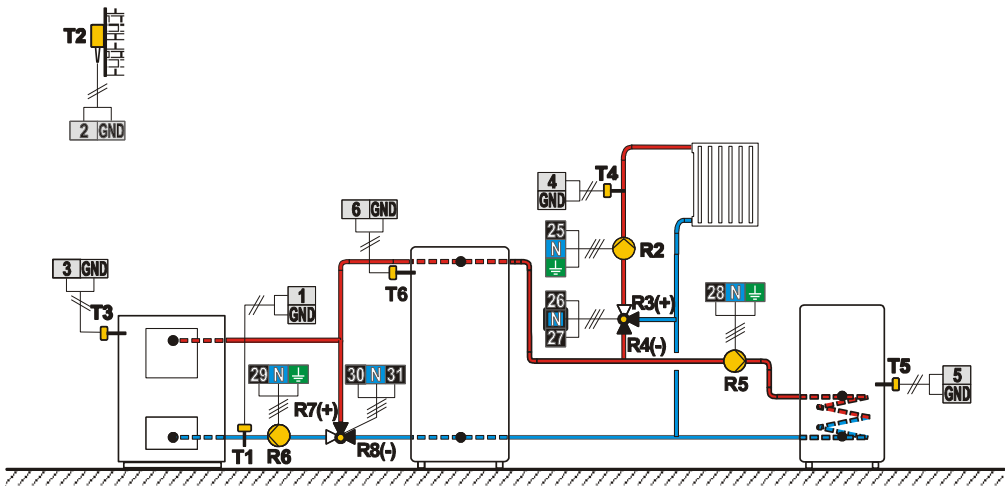 T2
2 GND
4
GND
T4
6 GND
25
N
R2
3 GND
T6
26
N
27
R3(+)
R4(-)
28 N
1
GND
T3
R5
T5
5
GND
29 N
30 N 31
R7(+)
R8(-)
T1
R6